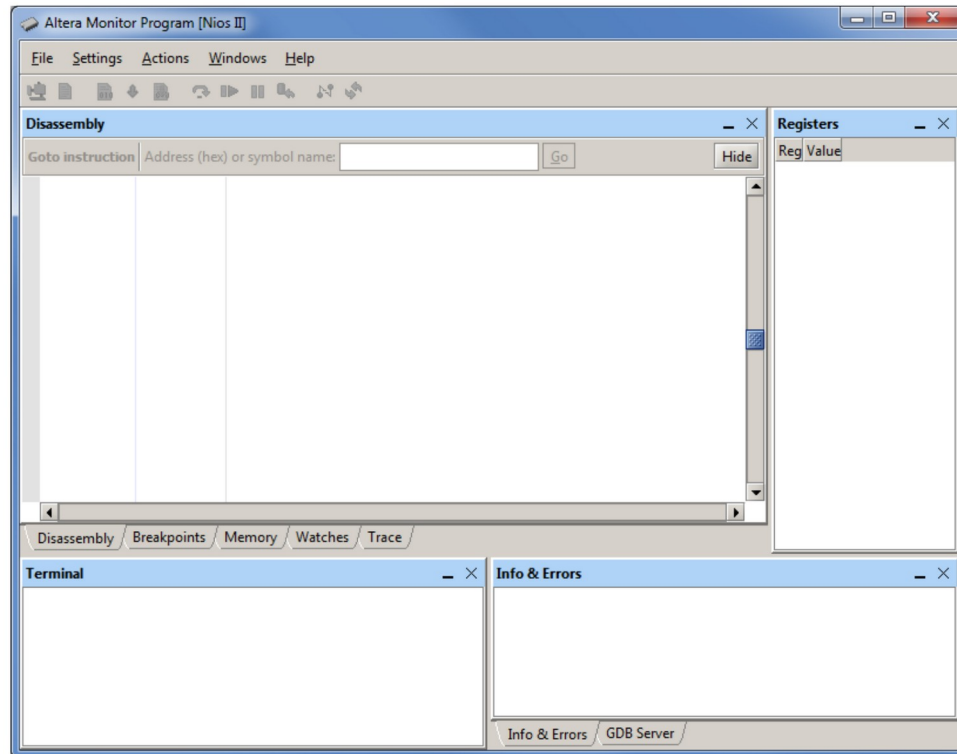 Altera Monitor Program [Nios II]
File Settings Actions Windows Help
Disassembly
Goto instruction Address (hex) or symbol name: Go Hide
Registers
Reg Value
Disassembly Breakpoints Memory Watches Trace
Terminal
Info & Errors
Info & Errors GDB Server